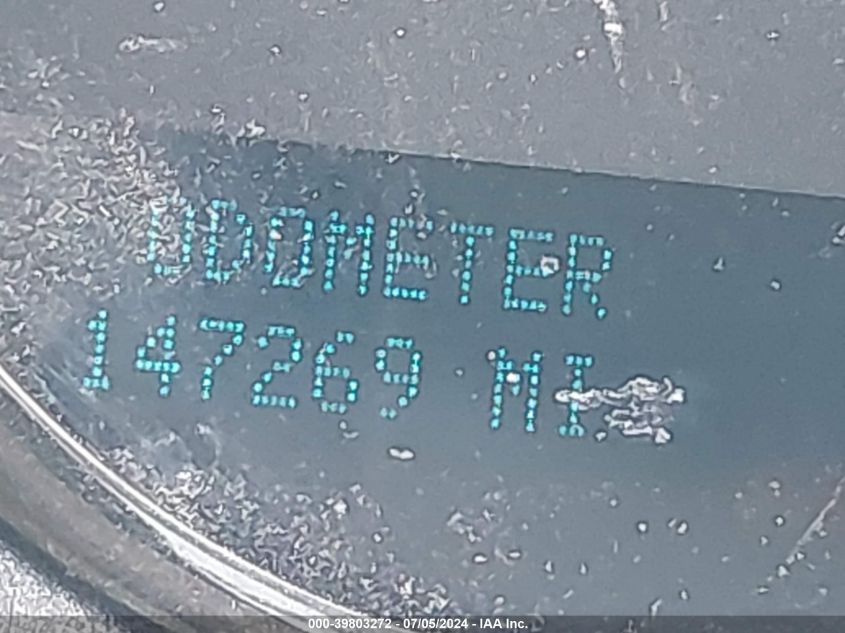 ODOMETER
147269 MI
000-39803272 - 07/05/2024 - IAA Inc.